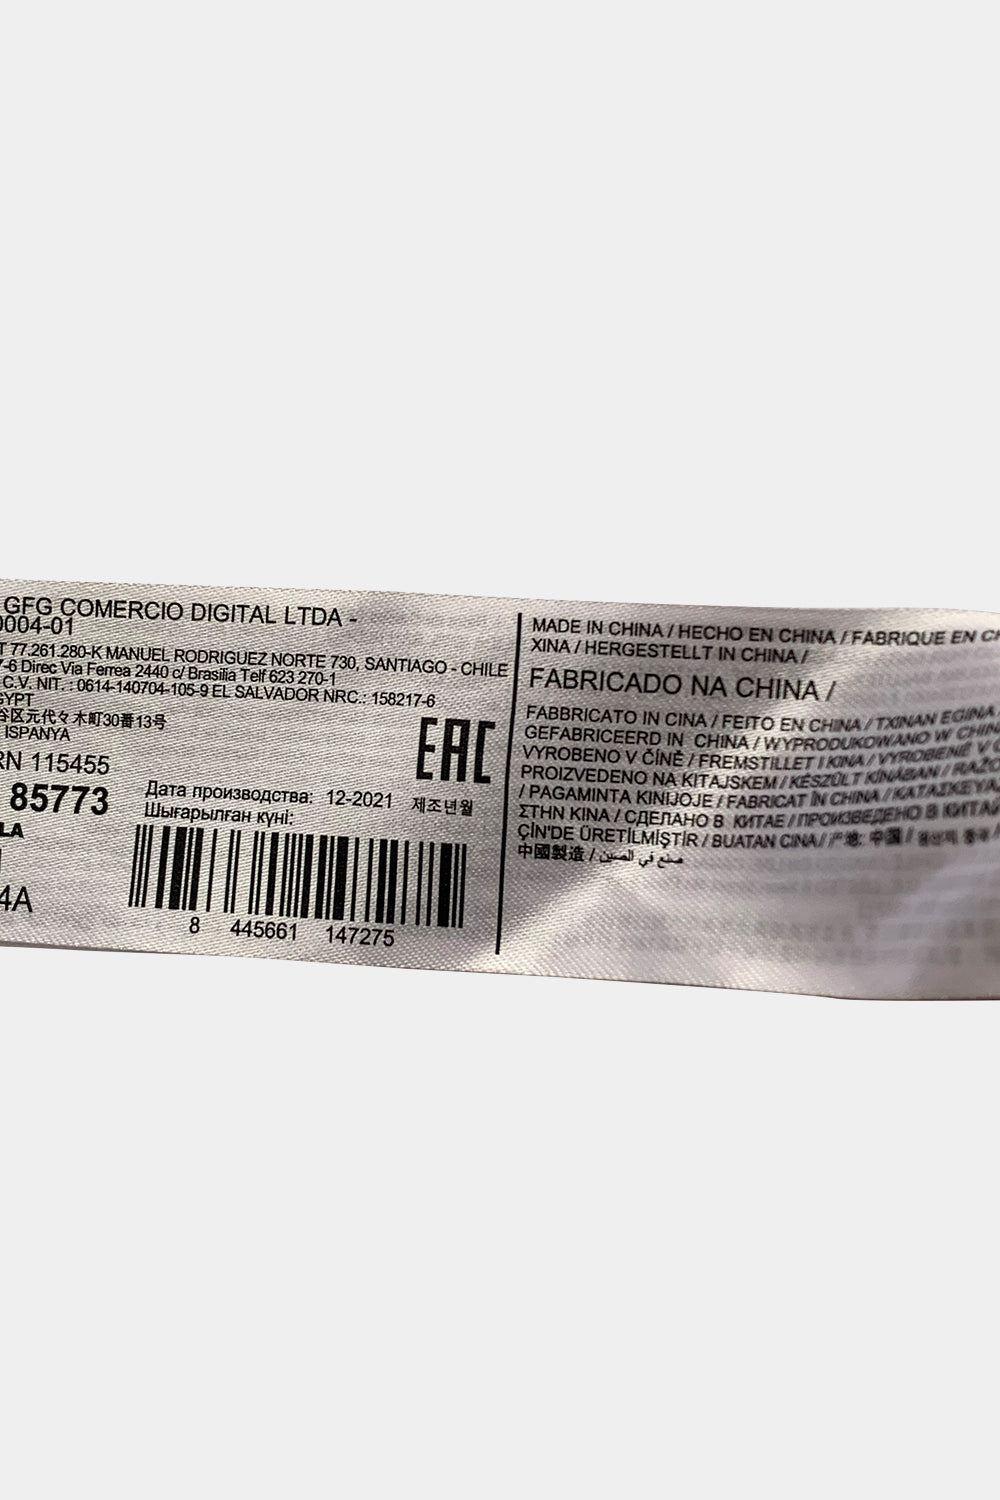 GFG COMERCIO DIGITAL LTDA -
0004-01
T 77.261.280-K MANUEL RODRIGUEZ NORTE 730, SANTIAGO - CHILE
7-6 Direc Via Ferrea 2440 c/ Brasilia Telf 623 270-1
C.V. NIT. : 0614-140704-105-9 EL SALVADOR NRC.: 158217-6
GYPT
谷区元代々木町30番13号
ISPANYA
RN 115455
85773
LA
4A
EAC
Дата производства: 12-2021 제조년월
Шығарылған күні:
8 445661 147275
MADE IN CHINA / HECHO EN CHINA / FABRIQUE EN C
XINA / HERGESTELLT IN CHINA /
FABRICADO NA CHINA /
FABBRICATO IN CINA / FEITO EN CHINA / TXINAN EGINA
GEFABRICEERD IN CHINA / WYPRODUKOWANO W CHIN
VYROBENO V ČÍNĚ / FREMSTILLET I KINA / VYROBENÉ V
PROIZVEDENO NA KITAJSKEM / KÉSZÜLT KÍNÁBAN /
/ PAGAMINTA KINIJOJE / FABRICAT ÎN CHINA /
ΣΤΗΝ ΚΙΝΑ / СДЕЛАНО В КИТАЕ / ПРОИЗВЕДЕНО В КИТА
ÇİN'DE ÜRETİLMİŞTİR / BUATAN CINA / 产地: 中国 /
中國製造 / صنع في الصين